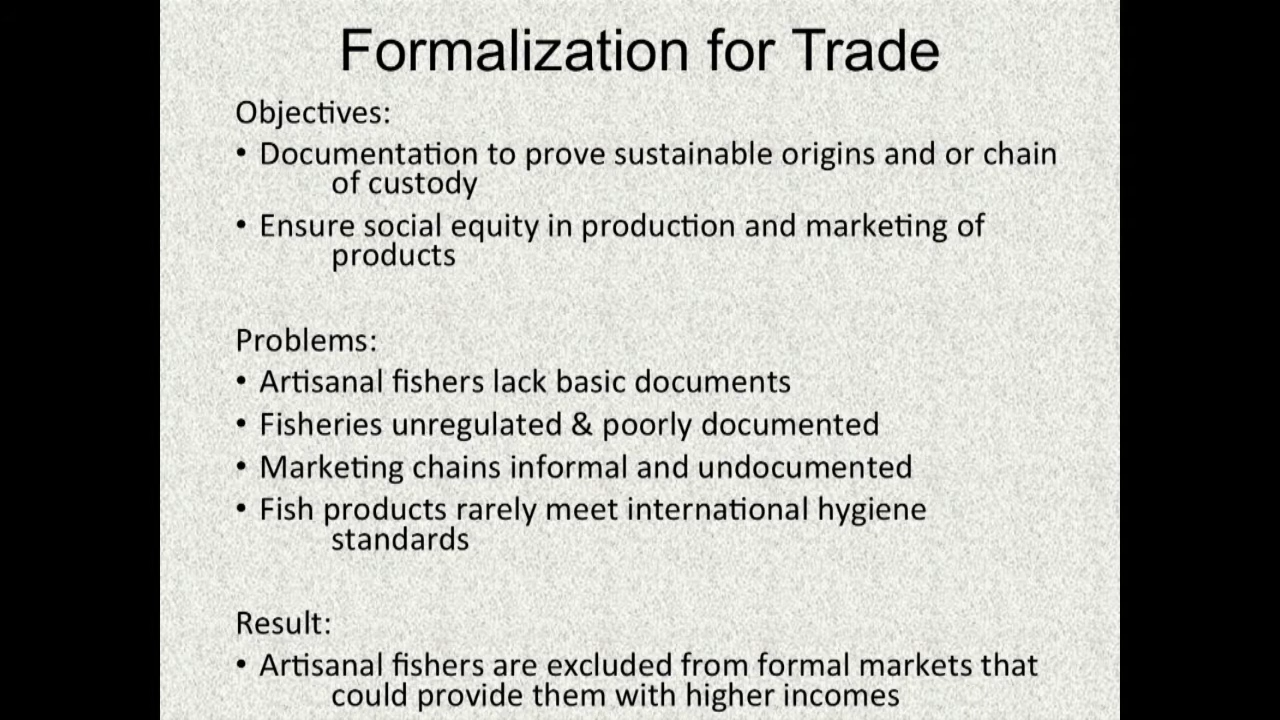 Formalization for Trade
Objectives:
• Documentation to prove sustainable origins and or chain
of custody
• Ensure social equity in production and marketing of
products
Problems:
• Artisanal fishers lack basic documents
• Fisheries unregulated & poorly documented
• Marketing chains informal and undocumented
• Fish products rarely meet international hygiene
standards
Result:
• Artisanal fishers are excluded from formal markets that
could provide them with higher incomes